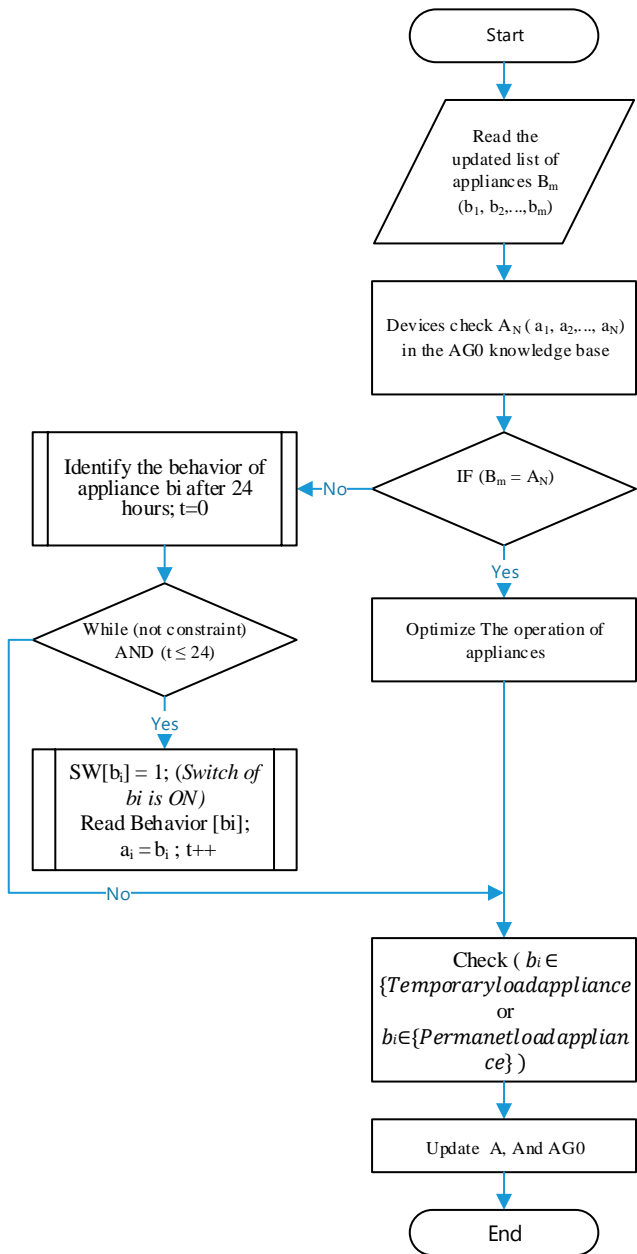 Start
Read the
updated list of
appliances Bₘ
(b₁, b₂,...,bₘ)
Devices check A_N ( a₁, a₂,..., a_N)
in the AG0 knowledge base
IF (Bₘ = A_N)
No
Yes
Identify the behavior of
appliance bi after 24
hours; t=0
While (not constraint)
AND (t ≤ 24)
Yes
SW[bᵢ] = 1; (Switch of
bi is ON)
Read Behavior [bi];
aᵢ = bᵢ ; t++
No
Optimize The operation of
appliances
Check ( bᵢ ∈
{Temporaryloadappliance
or
bᵢ∈{Permanetloadapplian
ce} )
Update A, And AG0
End